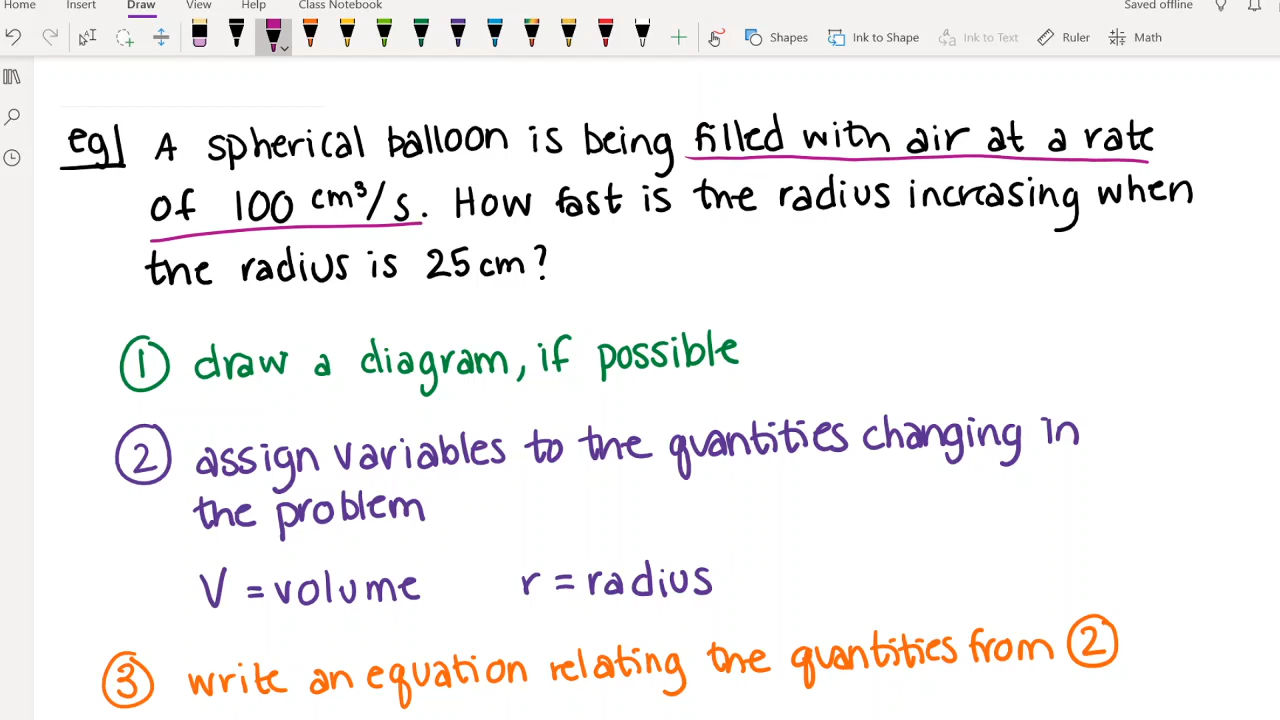 Home Insert Draw View Help Class Notebook Saved offline
Shapes Ink to Shape Ink to Text Ruler Math
eg1 A spherical balloon is being filled with air at a rate
of 100 cm³/s. How fast is the radius increasing when
the radius is 25cm?
① draw a diagram, if possible
② assign variables to the quantities changing in
the problem
V = volume r = radius
③ write an equation relating the quantities from ②